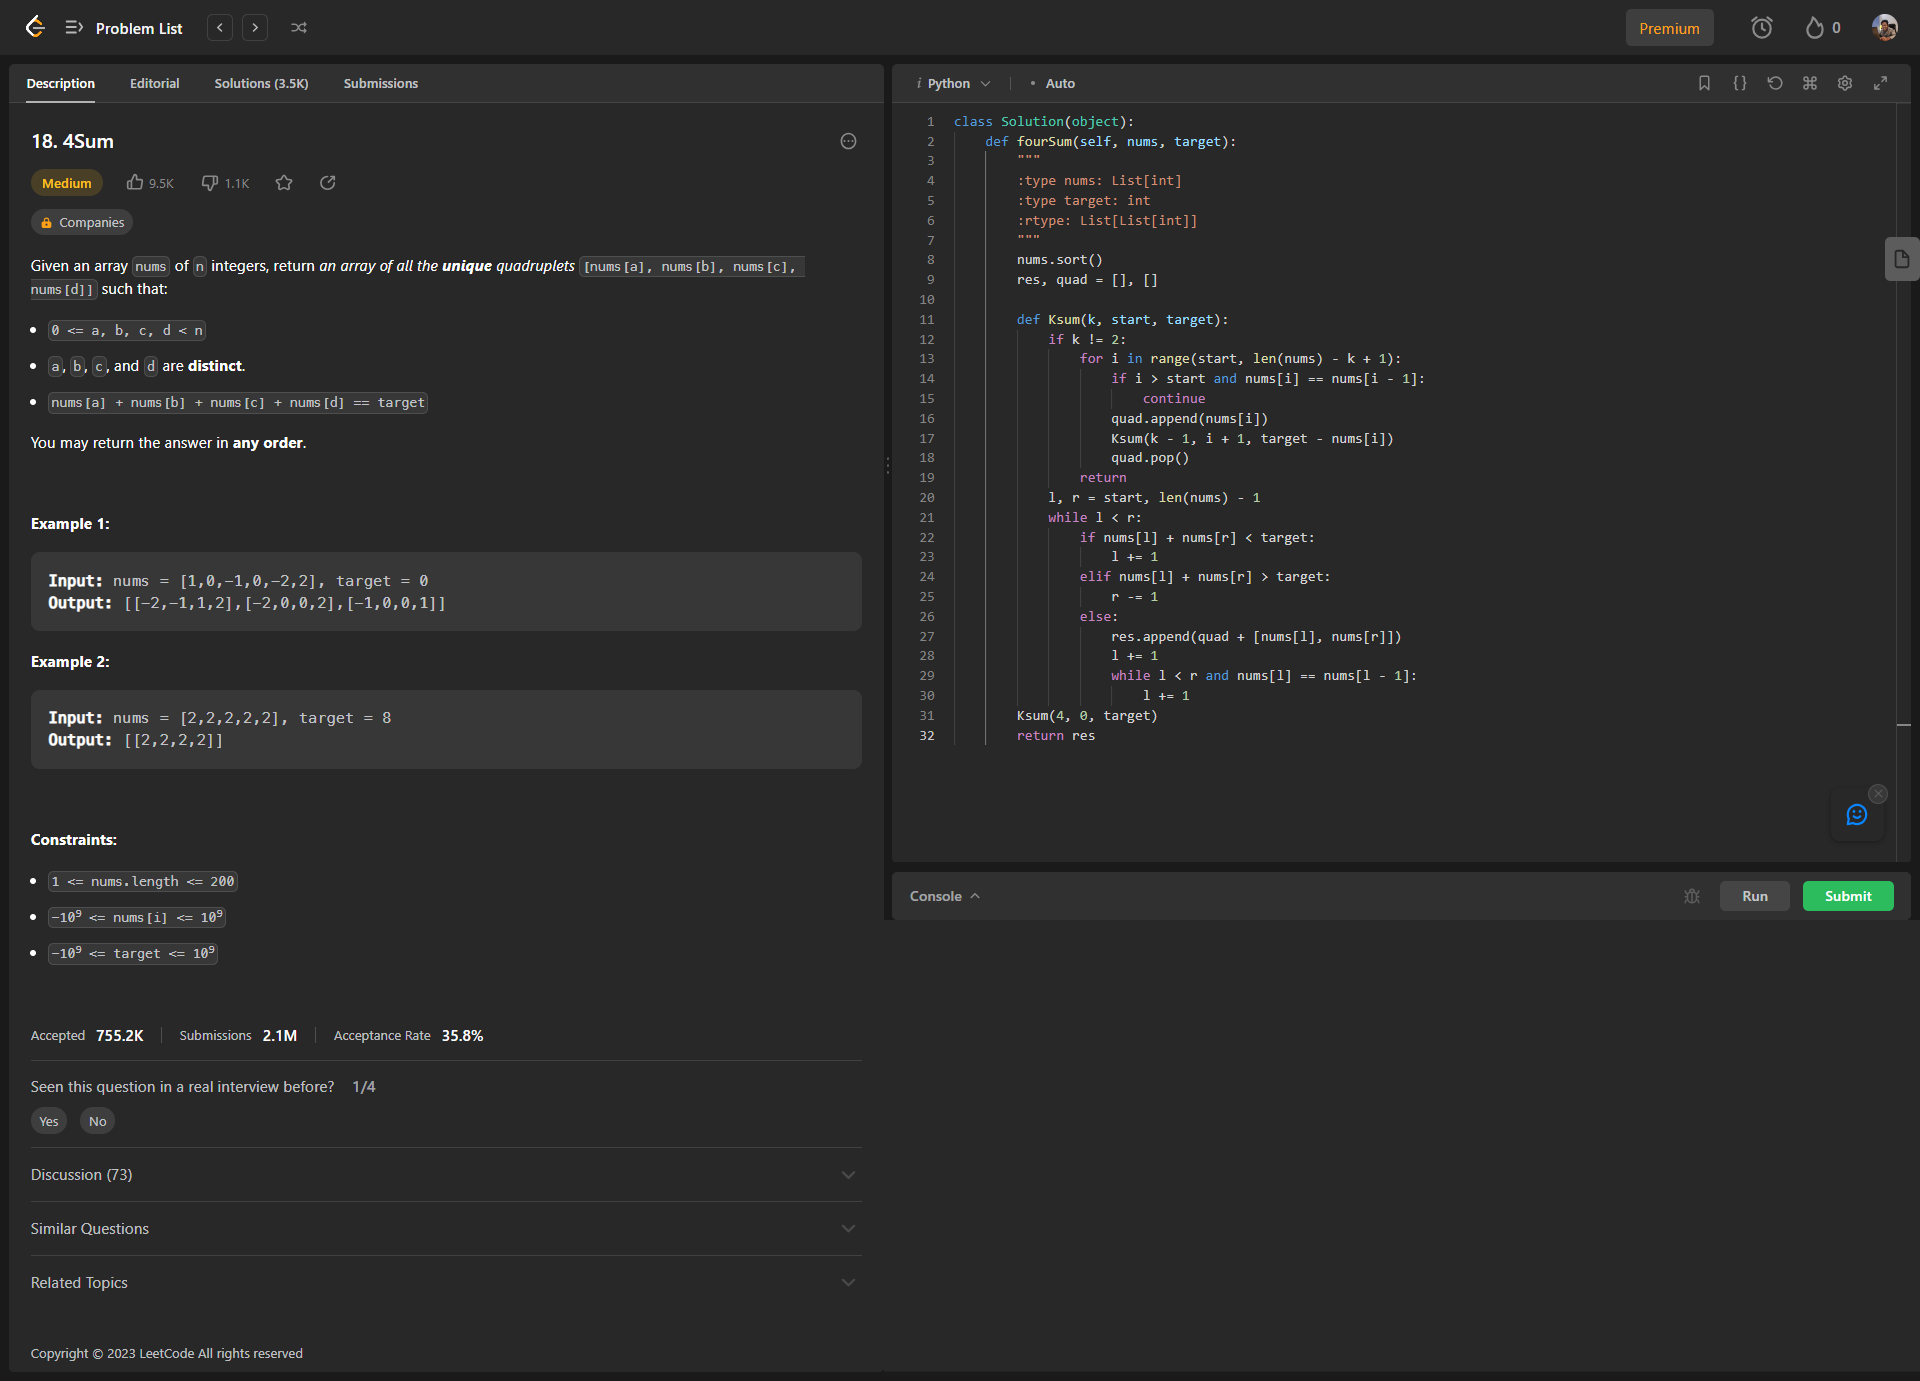 Problem List
Premium
0
Description Editorial Solutions (3.5K) Submissions
18. 4Sum
Medium 9.5K 1.1K
Companies
Given an array nums of n integers, return an array of all the unique quadruplets [nums[a], nums[b], nums[c],
nums[d]] such that:
0 <= a, b, c, d < n
a, b, c, and d are distinct.
nums[a] + nums[b] + nums[c] + nums[d] == target
You may return the answer in any order.
Example 1:
Input: nums = [1,0,-1,0,-2,2], target = 0
Output: [[-2,-1,1,2],[-2,0,0,2],[-1,0,0,1]]
Example 2:
Input: nums = [2,2,2,2,2], target = 8
Output: [[2,2,2,2]]
Constraints:
1 <= nums.length <= 200
-10⁹ <= nums[i] <= 10⁹
-10⁹ <= target <= 10⁹
Accepted 755.2K Submissions 2.1M Acceptance Rate 35.8%
Seen this question in a real interview before? 1/4
Yes No
Discussion (73)
Similar Questions
Related Topics
Copyright © 2023 LeetCode All rights reserved
i Python • Auto
1 class Solution(object):
2     def fourSum(self, nums, target):
3         """
4         :type nums: List[int]
5         :type target: int
6         :rtype: List[List[int]]
7         """
8         nums.sort()
9         res, quad = [], []
10
11         def Ksum(k, start, target):
12             if k != 2:
13                 for i in range(start, len(nums) - k + 1):
14                     if i > start and nums[i] == nums[i - 1]:
15                         continue
16                     quad.append(nums[i])
17                     Ksum(k - 1, i + 1, target - nums[i])
18                     quad.pop()
19                 return
20             l, r = start, len(nums) - 1
21             while l < r:
22                 if nums[l] + nums[r] < target:
23                     l += 1
24                 elif nums[l] + nums[r] > target:
25                     r -= 1
26                 else:
27                     res.append(quad + [nums[l], nums[r]])
28                     l += 1
29                     while l < r and nums[l] == nums[l - 1]:
30                         l += 1
31         Ksum(4, 0, target)
32         return res
Console Run Submit